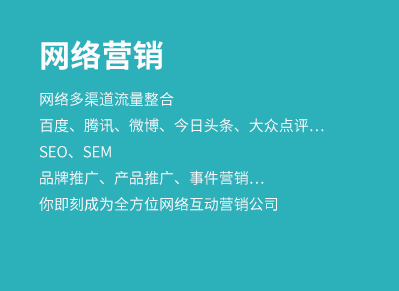 网络营销
网络多渠道流量整合
百度、腾讯、微博、今日头条、大众点评…
SEO、SEM
品牌推广、产品推广、事件营销…
你即刻成为全方位网络互动营销公司